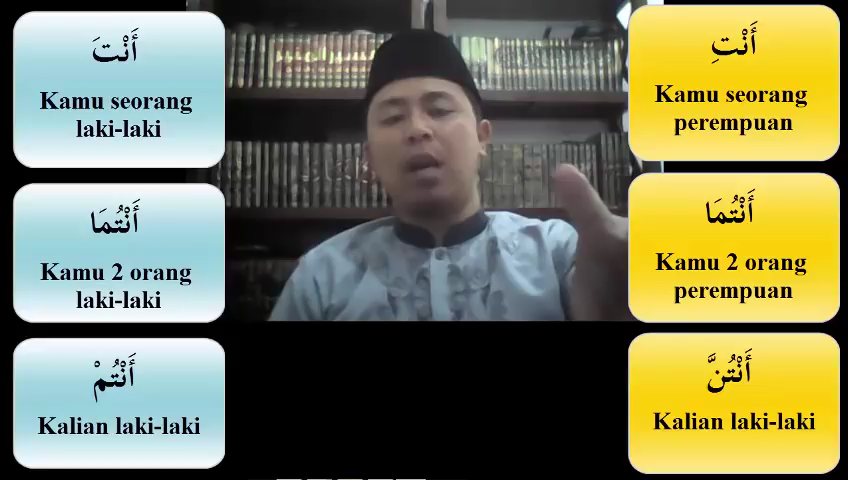 أَنْتَ
Kamu seorang
laki-laki
أَنْتُمَا
Kamu 2 orang
laki-laki
أَنْتُمْ
Kalian laki-laki
أَنْتِ
Kamu seorang
perempuan
أَنْتُمَا
Kamu 2 orang
perempuan
أَنْتُنَّ
Kalian laki-laki